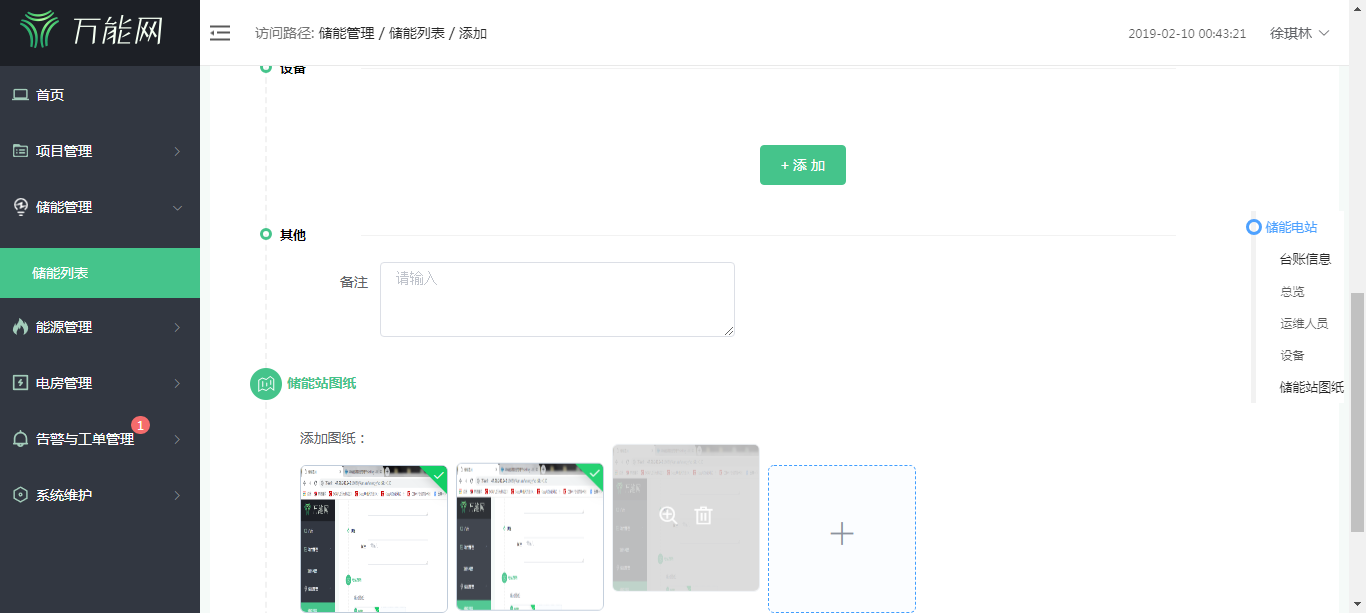 万能网
访问路径: 储能管理 / 储能列表 / 添加
2019-02-10 00:43:21
徐琪林
首页
项目管理
储能管理
储能列表
能源管理
电房管理
告警与工单管理
1
系统维护
设备
+ 添 加
其他
备注
请输入
储能站图纸
添加图纸：
储能电站
台账信息
总览
运维人员
设备
储能站图纸